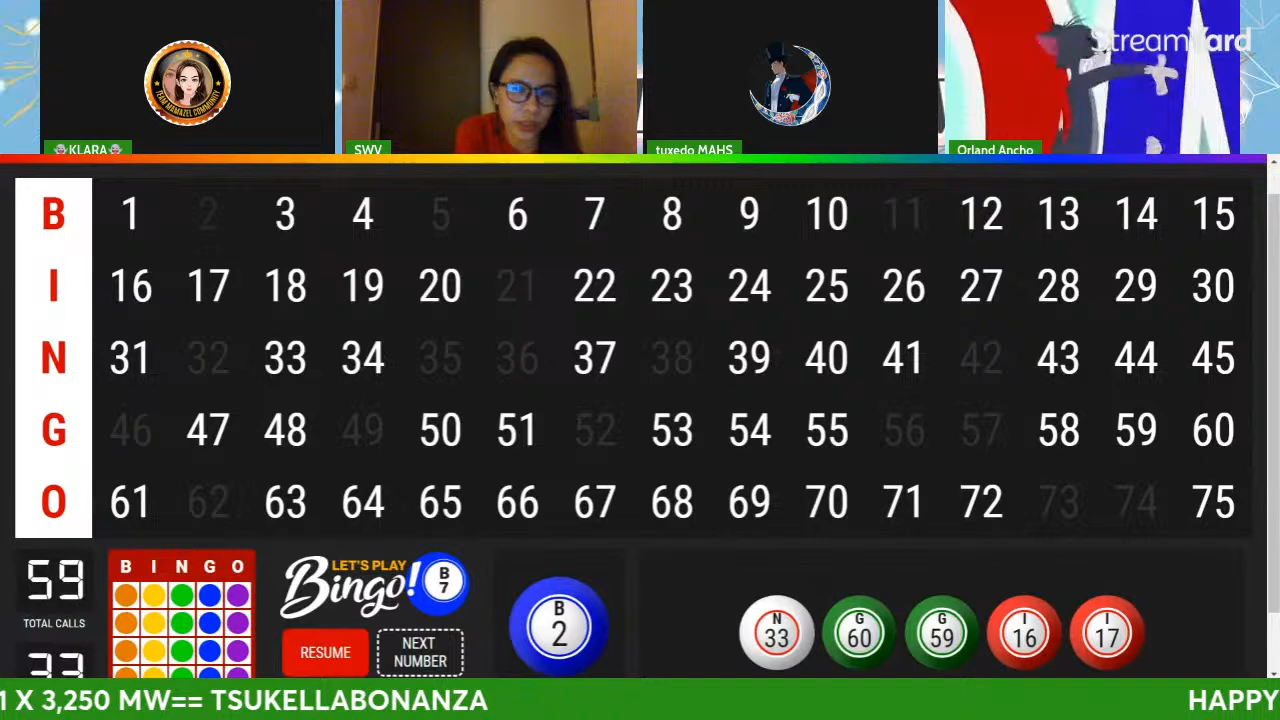 TEAM MAMAZEL COMMUNITY
StreamYard
👻KLARA👻
SWV
tuxedo MAHS
Orland Ancho
B 1 2 3 4 5 6 7 8 9 10 11 12 13 14 15
I 16 17 18 19 20 21 22 23 24 25 26 27 28 29 30
N 31 32 33 34 35 36 37 38 39 40 41 42 43 44 45
G 46 47 48 49 50 51 52 53 54 55 56 57 58 59 60
O 61 62 63 64 65 66 67 68 69 70 71 72 73 74 75
59
TOTAL CALLS
33
B I N G O
LET'S PLAY
Bingo!
B
7
RESUME
NEXT
NUMBER
B
2
N
33
G
60
G
59
I
16
I
17
1 X 3,250 MW== TSUKELLABONANZA
HAPPY